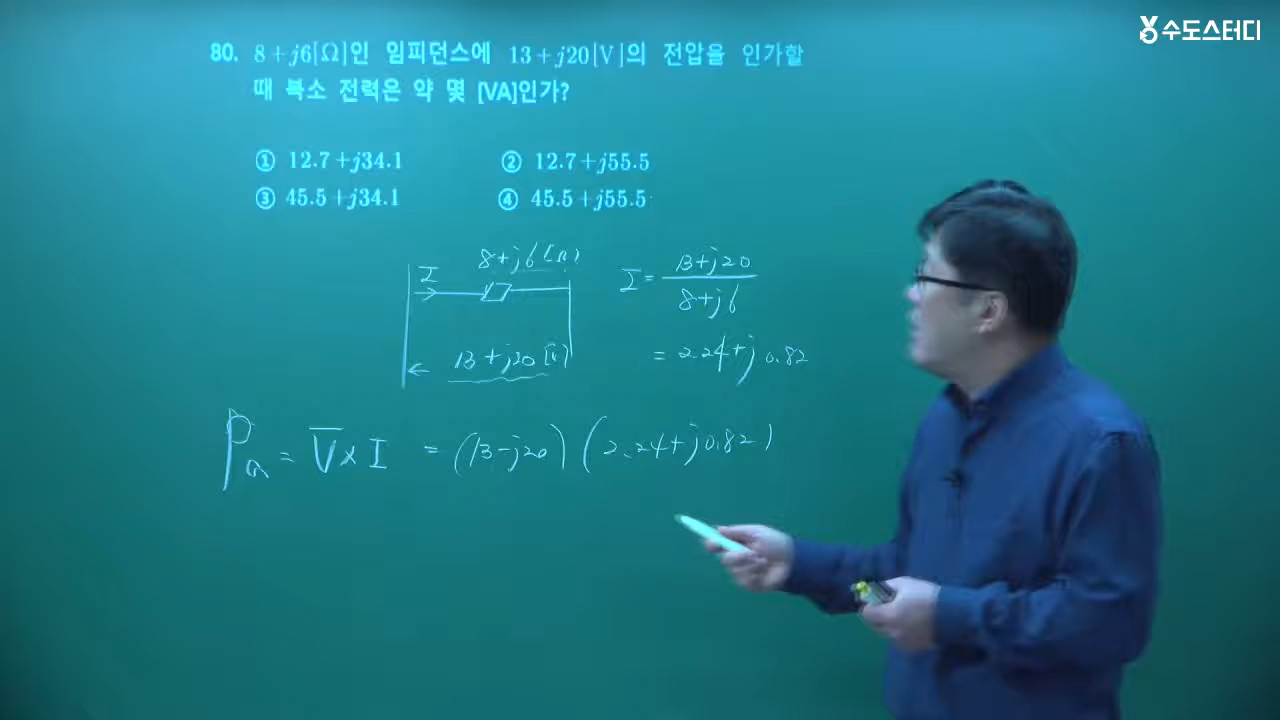 수도스터디
80. 8+j6[Ω]인 임피던스에 13+j20[V]의 전압을 인가할
때 복소 전력은 약 몇 [VA]인가?
① 12.7+j34.1 ② 12.7+j55.5
③ 45.5+j34.1 ④ 45.5+j55.5
8+j6[Ω]
I
13+j20[V]
I = 13+j20 / 8+j6
= 2.24+j0.82
Pa = V̅×I = (13-j20)(2.24+j0.82)